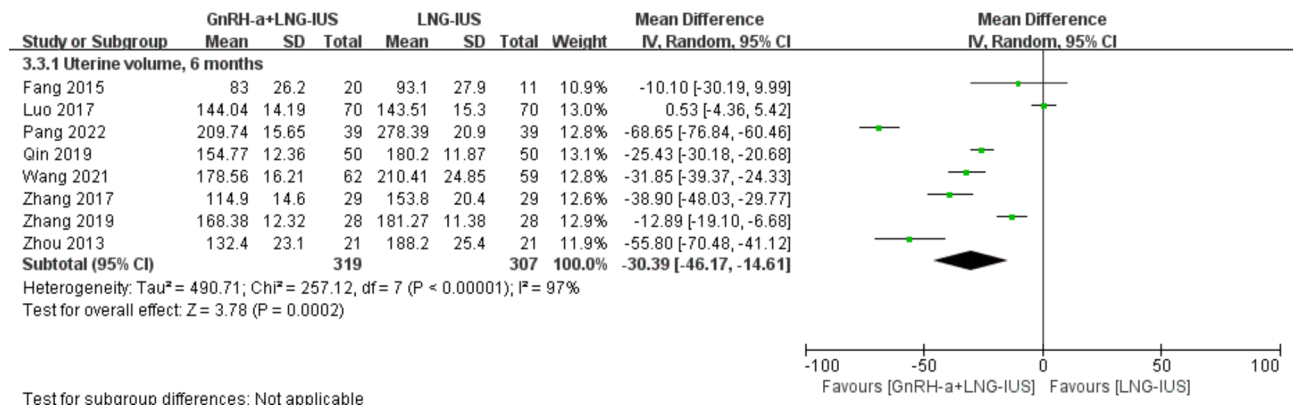 GnRH-a+LNG-IUS LNG-IUS Mean Difference Mean Difference
Study or Subgroup Mean SD Total Mean SD Total Weight IV, Random, 95% CI IV, Random, 95% CI
3.3.1 Uterine volume, 6 months
Fang 2015 83 26.2 20 93.1 27.9 11 10.9% -10.10 [-30.19, 9.99]
Luo 2017 144.04 14.19 70 143.51 15.3 70 13.0% 0.53 [-4.36, 5.42]
Pang 2022 209.74 15.65 39 278.39 20.9 39 12.8% -68.65 [-76.84, -60.46]
Qin 2019 154.77 12.36 50 180.2 11.87 50 13.1% -25.43 [-30.18, -20.68]
Wang 2021 178.56 16.21 62 210.41 24.85 59 12.8% -31.85 [-39.37, -24.33]
Zhang 2017 114.9 14.6 29 153.8 20.4 29 12.6% -38.90 [-48.03, -29.77]
Zhang 2019 168.38 12.32 28 181.27 11.38 28 12.9% -12.89 [-19.10, -6.68]
Zhou 2013 132.4 23.1 21 188.2 25.4 21 11.9% -55.80 [-70.48, -41.12]
Subtotal (95% CI) 319 307 100.0% -30.39 [-46.17, -14.61]
Heterogeneity: Tau² = 490.71; Chi² = 257.12, df = 7 (P < 0.00001); I² = 97%
Test for overall effect: Z = 3.78 (P = 0.0002)
-100 -50 0 50 100
Favours [GnRH-a+LNG-IUS] Favours [LNG-IUS]
Test for subgroup differences: Not applicable